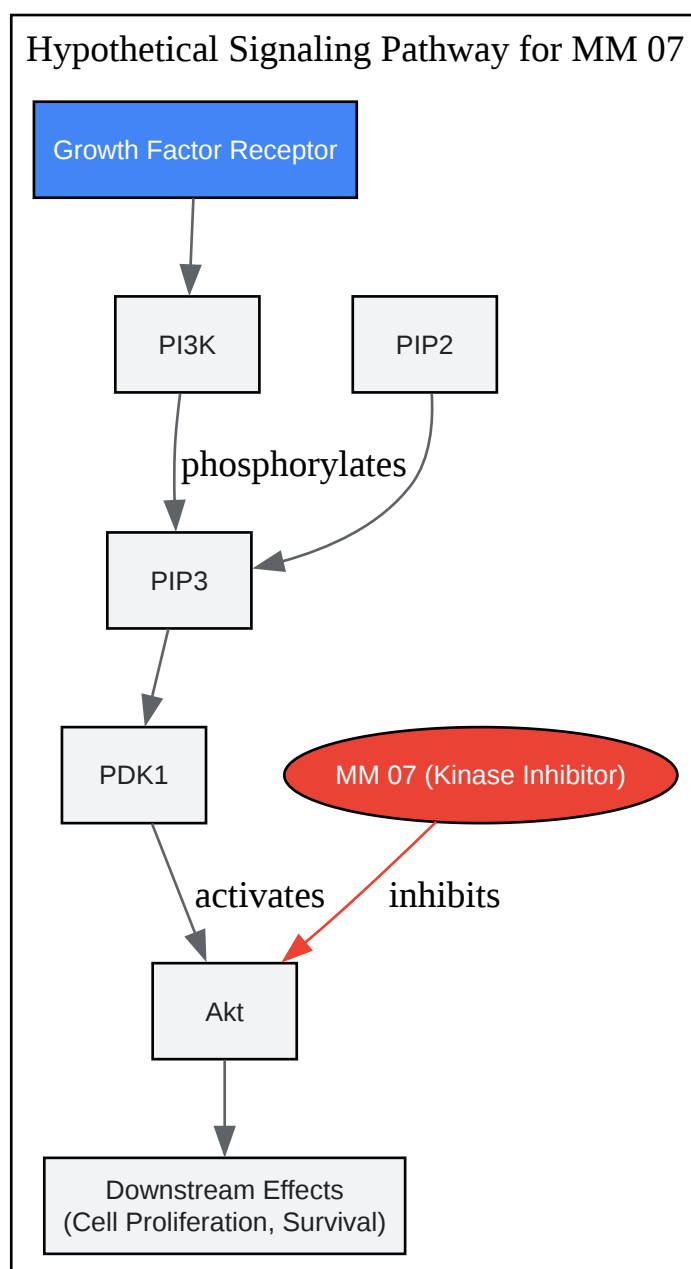 Hypothetical Signaling Pathway for MM 07
Growth Factor Receptor
PI3K
PIP2
phosphorylates
PIP3
PDK1
MM 07 (Kinase Inhibitor)
activates
inhibits
Akt
Downstream Effects
(Cell Proliferation, Survival)